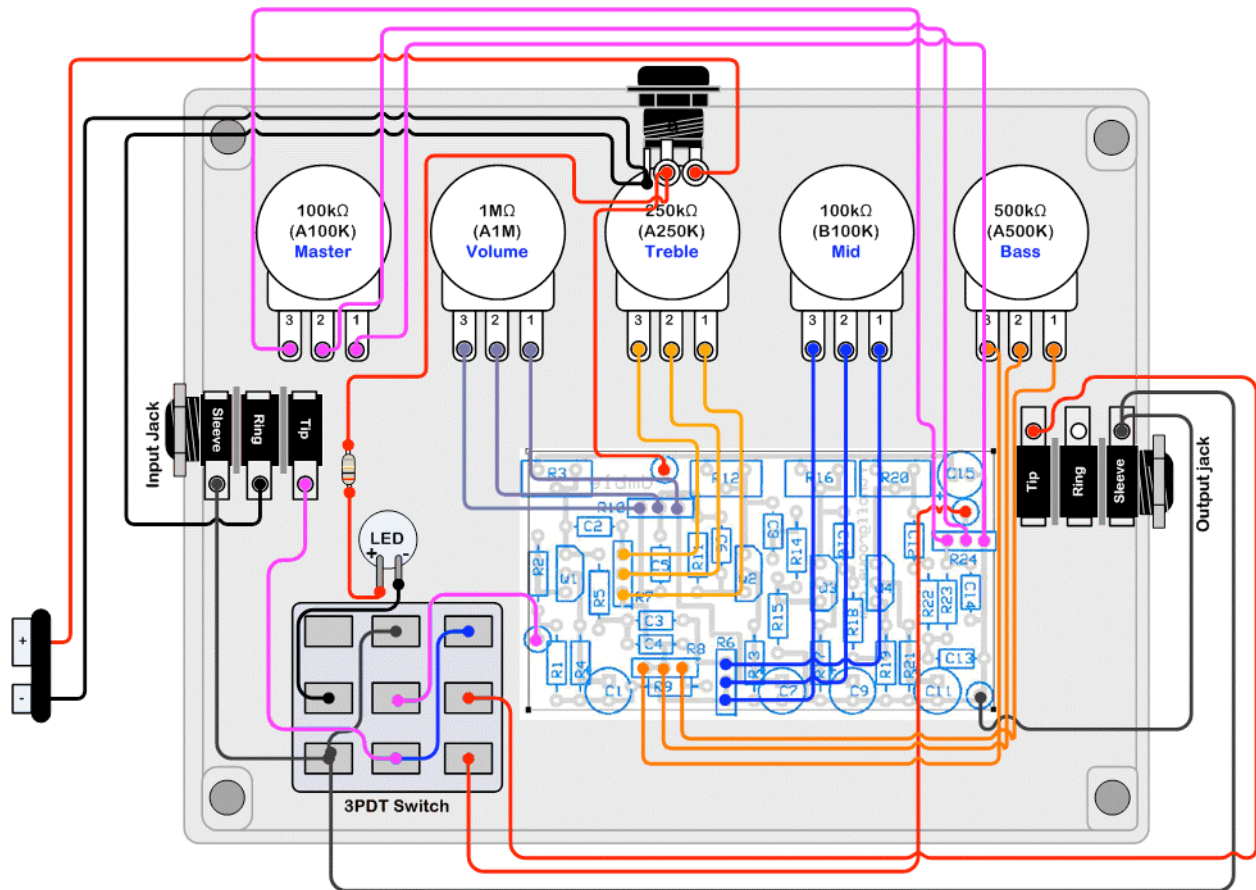 100kΩ
(A100K)
Master
1MΩ
(A1M)
Volume
250kΩ
(A250K)
Treble
100kΩ
(B100K)
Mid
500kΩ
(A500K)
Bass
3 2 1
3 2 1
3 2 1
3 2 1
3 2 1
Input Jack
Sleeve
Ring
Tip
Tip
Ring
Sleeve
Output jack
LED
+ -
+
-
3PDT Switch
R3
R12
R16
R20
C15
+
R10
C2
R11
R14
R24
R2
R5
R22
R23
C14
C3
R15
R18
C4
R6
R8
C13
R1
R4
R9
R19
R21
C1
C7
C9
C11